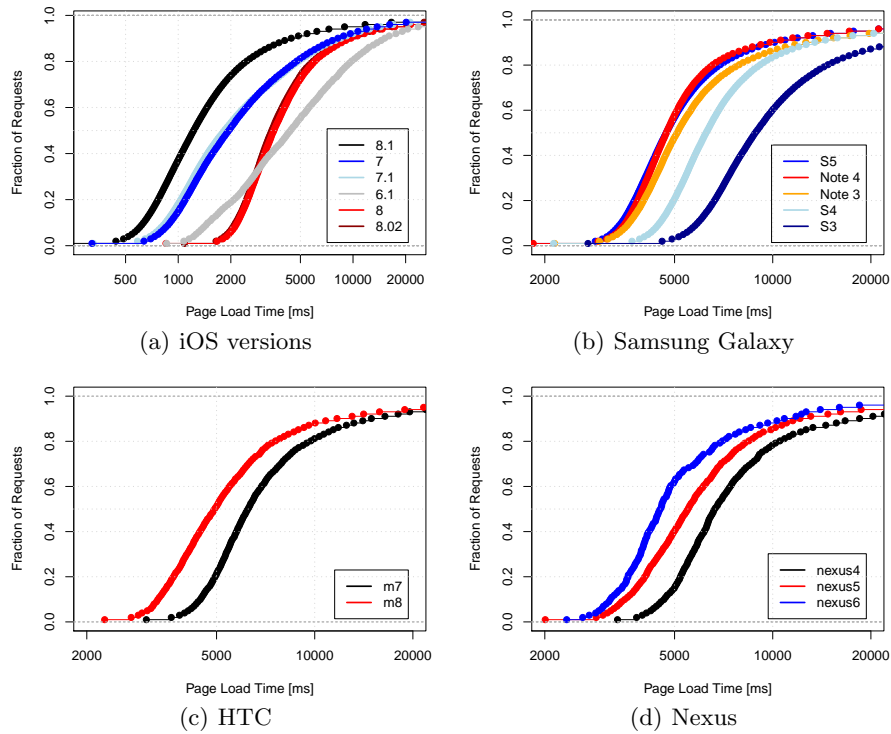 Fraction of Requests
1.0
0.8
0.6
0.4
0.2
0.0
8.1
7
7.1
6.1
8
8.02
500 1000 2000 5000 10000 20000
Page Load Time [ms]
(a) iOS versions
Fraction of Requests
1.0
0.8
0.6
0.4
0.2
0.0
S5
Note 4
Note 3
S4
S3
2000 5000 10000 20000
Page Load Time [ms]
(b) Samsung Galaxy
Fraction of Requests
1.0
0.8
0.6
0.4
0.2
0.0
m7
m8
2000 5000 10000 20000
Page Load Time [ms]
(c) HTC
Fraction of Requests
1.0
0.8
0.6
0.4
0.2
0.0
nexus4
nexus5
nexus6
2000 5000 10000 20000
Page Load Time [ms]
(d) Nexus